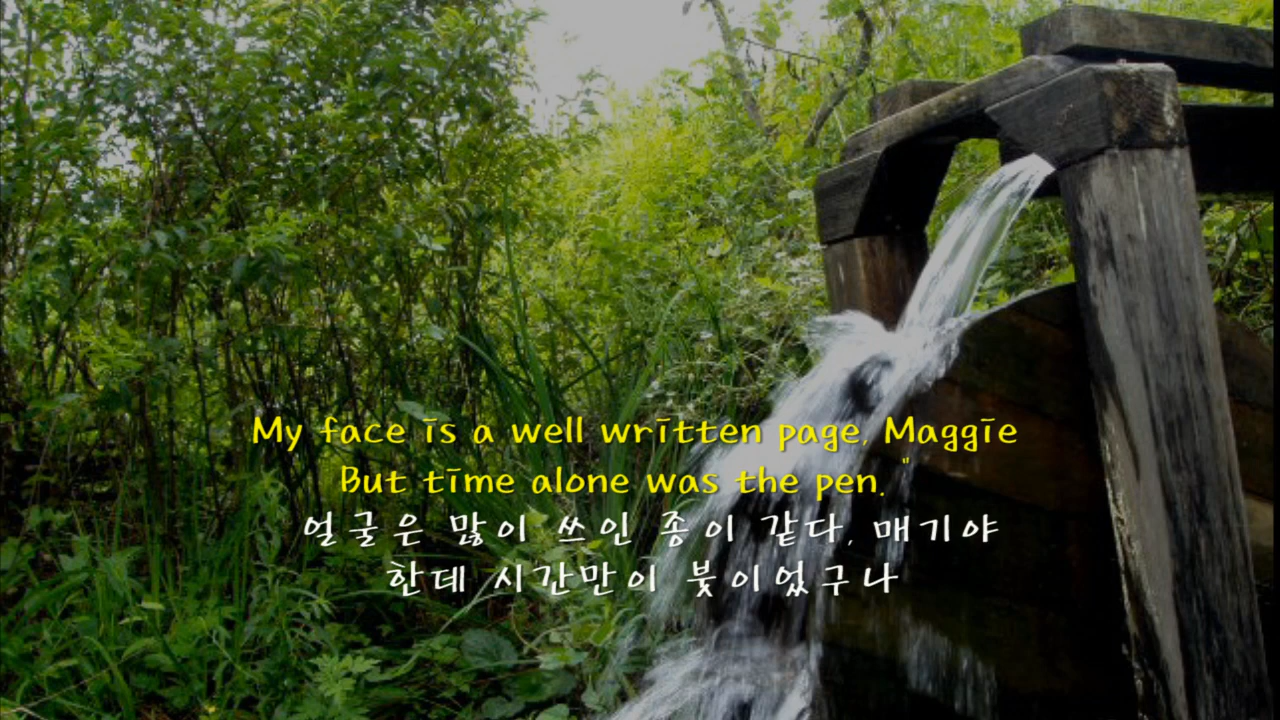 My face is a well written page, Maggie
But time alone was the pen. "
얼굴은 많이 쓰인 종이 같다, 매기야
한데 시간만이 붓이었구나